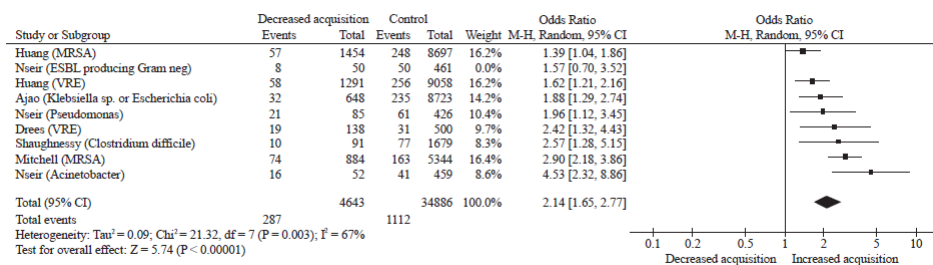 Decreased acquisition Control Odds Ratio Odds Ratio
Study or Subgroup Events Total Events Total Weight M-H, Random, 95% CI M-H, Random, 95% CI
Huang (MRSA) 57 1454 248 8697 16.2% 1.39 [1.04, 1.86]
Nseir (ESBL producing Gram neg) 8 50 50 461 0.0% 1.57 [0.70, 3.52]
Huang (VRE) 58 1291 256 9058 16.2% 1.62 [1.21, 2.16]
Ajao (Klebsiella sp. or Escherichia coli) 32 648 235 8723 14.2% 1.88 [1.29, 2.74]
Nseir (Pseudomonas) 21 85 61 426 10.4% 1.96 [1.12, 3.45]
Drees (VRE) 19 138 31 500 9.7% 2.42 [1.32, 4.43]
Shaughnessy (Clostridium difficile) 10 91 77 1679 8.3% 2.57 [1.28, 5.15]
Mitchell (MRSA) 74 884 163 5344 16.4% 2.90 [2.18, 3.86]
Nseir (Acinetobacter) 16 52 41 459 8.6% 4.53 [2.32, 8.86]
Total (95% CI) 4643 34886 100.0% 2.14 [1.65, 2.77]
Total events 287 1112
Heterogeneity: Tau² = 0.09; Chi² = 21.32, df = 7 (P = 0.003); I² = 67%
Test for overall effect: Z = 5.74 (P < 0.00001)
0.1 0.2 0.5 1 2 5 10
Decreased acquisition Increased acquisition